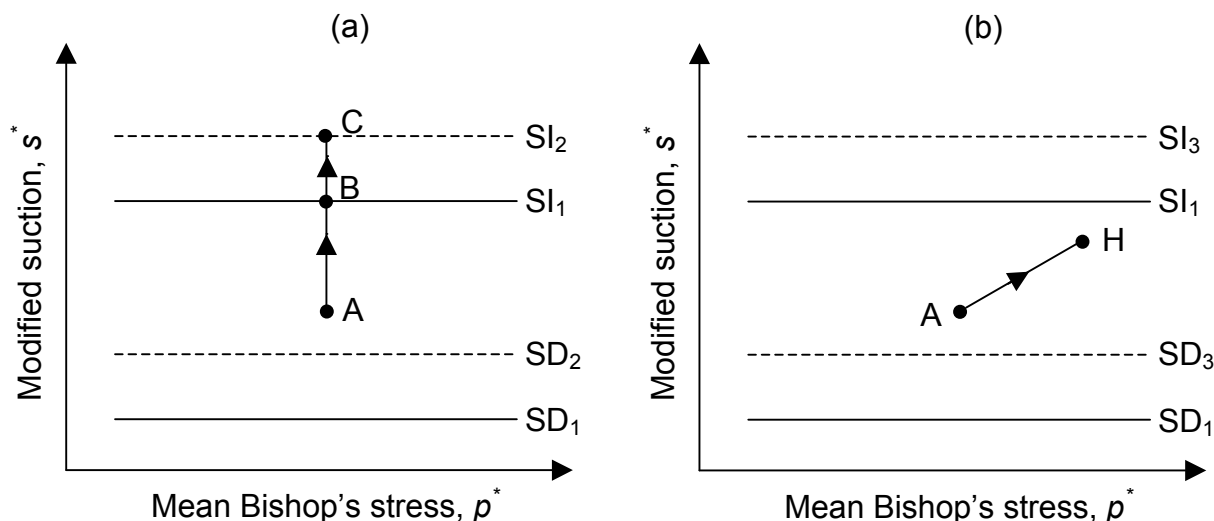 (a)
Modified suction, s*
C
SI₂
B
SI₁
A
SD₂
SD₁
Mean Bishop’s stress, p*
(b)
Modified suction, s*
SI₃
SI₁
H
A
SD₃
SD₁
Mean Bishop’s stress, p*